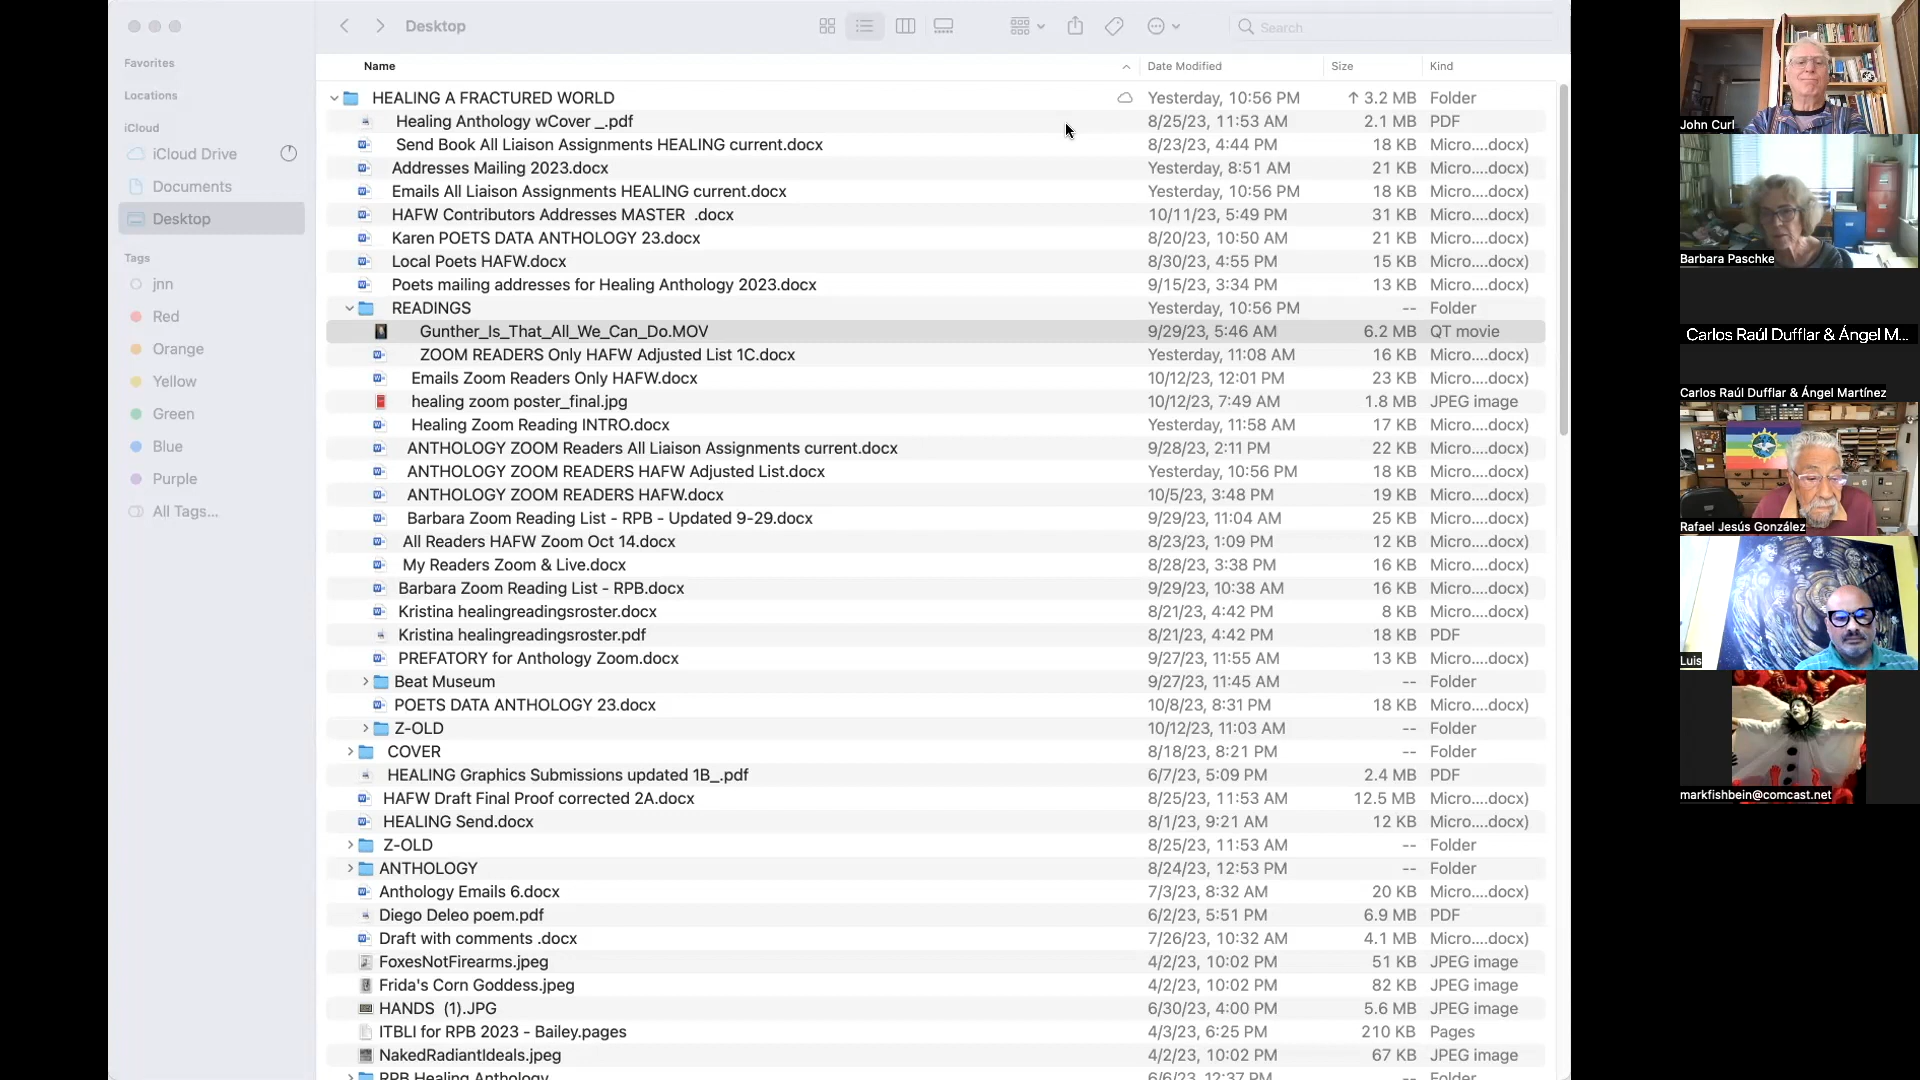 Desktop
Search
Favorites
Locations
iCloud
iCloud Drive
Documents
Desktop
Tags
jnn
Red
Orange
Yellow
Green
Blue
Purple
All Tags...
Name Date Modified Size Kind
HEALING A FRACTURED WORLD Yesterday, 10:56 PM ↑ 3.2 MB Folder
Healing Anthology wCover _.pdf 8/25/23, 11:53 AM 2.1 MB PDF
Send Book All Liaison Assignments HEALING current.docx 8/23/23, 4:44 PM 18 KB Micro....docx)
Addresses Mailing 2023.docx Yesterday, 8:51 AM 21 KB Micro....docx)
Emails All Liaison Assignments HEALING current.docx Yesterday, 10:56 PM 18 KB Micro....docx)
HAFW Contributors Addresses MASTER .docx 10/11/23, 5:49 PM 31 KB Micro....docx)
Karen POETS DATA ANTHOLOGY 23.docx 8/20/23, 10:50 AM 21 KB Micro....docx)
Local Poets HAFW.docx 8/30/23, 4:55 PM 15 KB Micro....docx)
Poets mailing addresses for Healing Anthology 2023.docx 9/15/23, 3:34 PM 13 KB Micro....docx)
READINGS Yesterday, 10:56 PM -- Folder
Gunther_Is_That_All_We_Can_Do.MOV 9/29/23, 5:46 AM 6.2 MB QT movie
ZOOM READERS Only HAFW Adjusted List 1C.docx Yesterday, 11:08 AM 16 KB Micro....docx)
Emails Zoom Readers Only HAFW.docx 10/12/23, 12:01 PM 23 KB Micro....docx)
healing zoom poster_final.jpg 10/12/23, 7:49 AM 1.8 MB JPEG image
Healing Zoom Reading INTRO.docx Yesterday, 11:58 AM 17 KB Micro....docx)
ANTHOLOGY ZOOM Readers All Liaison Assignments current.docx 9/28/23, 2:11 PM 22 KB Micro....docx)
ANTHOLOGY ZOOM READERS HAFW Adjusted List.docx Yesterday, 10:56 PM 18 KB Micro....docx)
ANTHOLOGY ZOOM READERS HAFW.docx 10/5/23, 3:48 PM 19 KB Micro....docx)
Barbara Zoom Reading List - RPB - Updated 9-29.docx 9/29/23, 11:04 AM 25 KB Micro....docx)
All Readers HAFW Zoom Oct 14.docx 8/23/23, 1:09 PM 12 KB Micro....docx)
My Readers Zoom & Live.docx 8/28/23, 3:38 PM 16 KB Micro....docx)
Barbara Zoom Reading List - RPB.docx 9/29/23, 10:38 AM 16 KB Micro....docx)
Kristina healingreadingsroster.docx 8/21/23, 4:42 PM 8 KB Micro....docx)
Kristina healingreadingsroster.pdf 8/21/23, 4:42 PM 18 KB PDF
PREFATORY for Anthology Zoom.docx 9/27/23, 11:55 AM 13 KB Micro....docx)
Beat Museum 9/27/23, 11:45 AM -- Folder
POETS DATA ANTHOLOGY 23.docx 10/8/23, 8:31 PM 18 KB Micro....docx)
Z-OLD 10/12/23, 11:03 AM -- Folder
COVER 8/18/23, 8:21 PM -- Folder
HEALING Graphics Submissions updated 1B_.pdf 6/7/23, 5:09 PM 2.4 MB PDF
HAFW Draft Final Proof corrected 2A.docx 8/25/23, 11:53 AM 12.5 MB Micro....docx)
HEALING Send.docx 8/1/23, 9:21 AM 12 KB Micro....docx)
Z-OLD 8/25/23, 11:53 AM -- Folder
ANTHOLOGY 8/24/23, 12:53 PM -- Folder
Anthology Emails 6.docx 7/3/23, 8:32 AM 20 KB Micro....docx)
Diego Deleo poem.pdf 6/2/23, 5:51 PM 6.9 MB PDF
Draft with comments .docx 7/26/23, 10:32 AM 4.1 MB Micro....docx)
FoxesNotFirearms.jpeg 4/2/23, 10:02 PM 51 KB JPEG image
Frida's Corn Goddess.jpeg 4/2/23, 10:02 PM 82 KB JPEG image
HANDS (1).JPG 6/30/23, 4:00 PM 5.6 MB JPEG image
ITBLI for RPB 2023 - Bailey.pages 4/3/23, 6:25 PM 210 KB Pages
NakedRadiantIdeals.jpeg 4/2/23, 10:02 PM 67 KB JPEG image
RPB Healing Anthology 6/6/23, 12:37 PM -- Folder
John Curl
Barbara Paschke
Carlos Raúl Dufflar & Ángel M...
Carlos Raúl Dufflar & Ángel Martínez
Rafael Jesús González
Luis
markfishbein@comcast.net